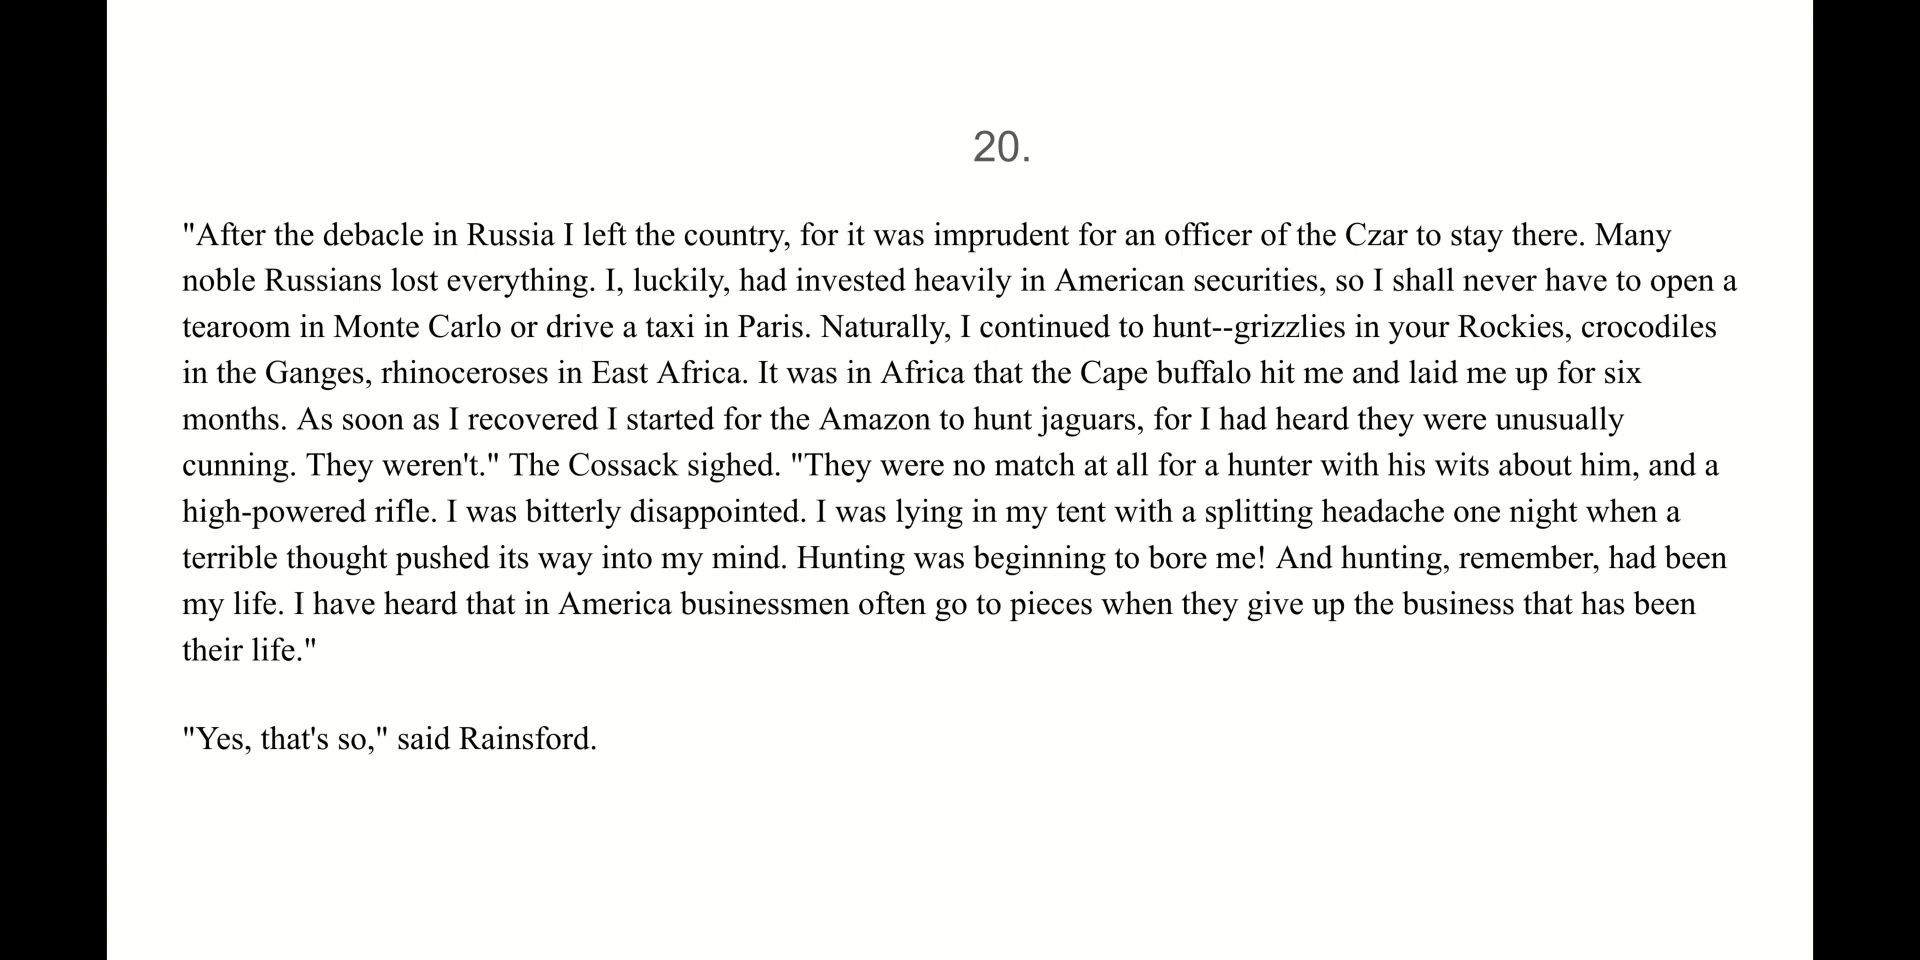 20.
"After the debacle in Russia I left the country, for it was imprudent for an officer of the Czar to stay there. Many
noble Russians lost everything. I, luckily, had invested heavily in American securities, so I shall never have to open a
tearoom in Monte Carlo or drive a taxi in Paris. Naturally, I continued to hunt--grizzlies in your Rockies, crocodiles
in the Ganges, rhinoceroses in East Africa. It was in Africa that the Cape buffalo hit me and laid me up for six
months. As soon as I recovered I started for the Amazon to hunt jaguars, for I had heard they were unusually
cunning. They weren't." The Cossack sighed. "They were no match at all for a hunter with his wits about him, and a
high-powered rifle. I was bitterly disappointed. I was lying in my tent with a splitting headache one night when a
terrible thought pushed its way into my mind. Hunting was beginning to bore me! And hunting, remember, had been
my life. I have heard that in America businessmen often go to pieces when they give up the business that has been
their life."
"Yes, that's so," said Rainsford.